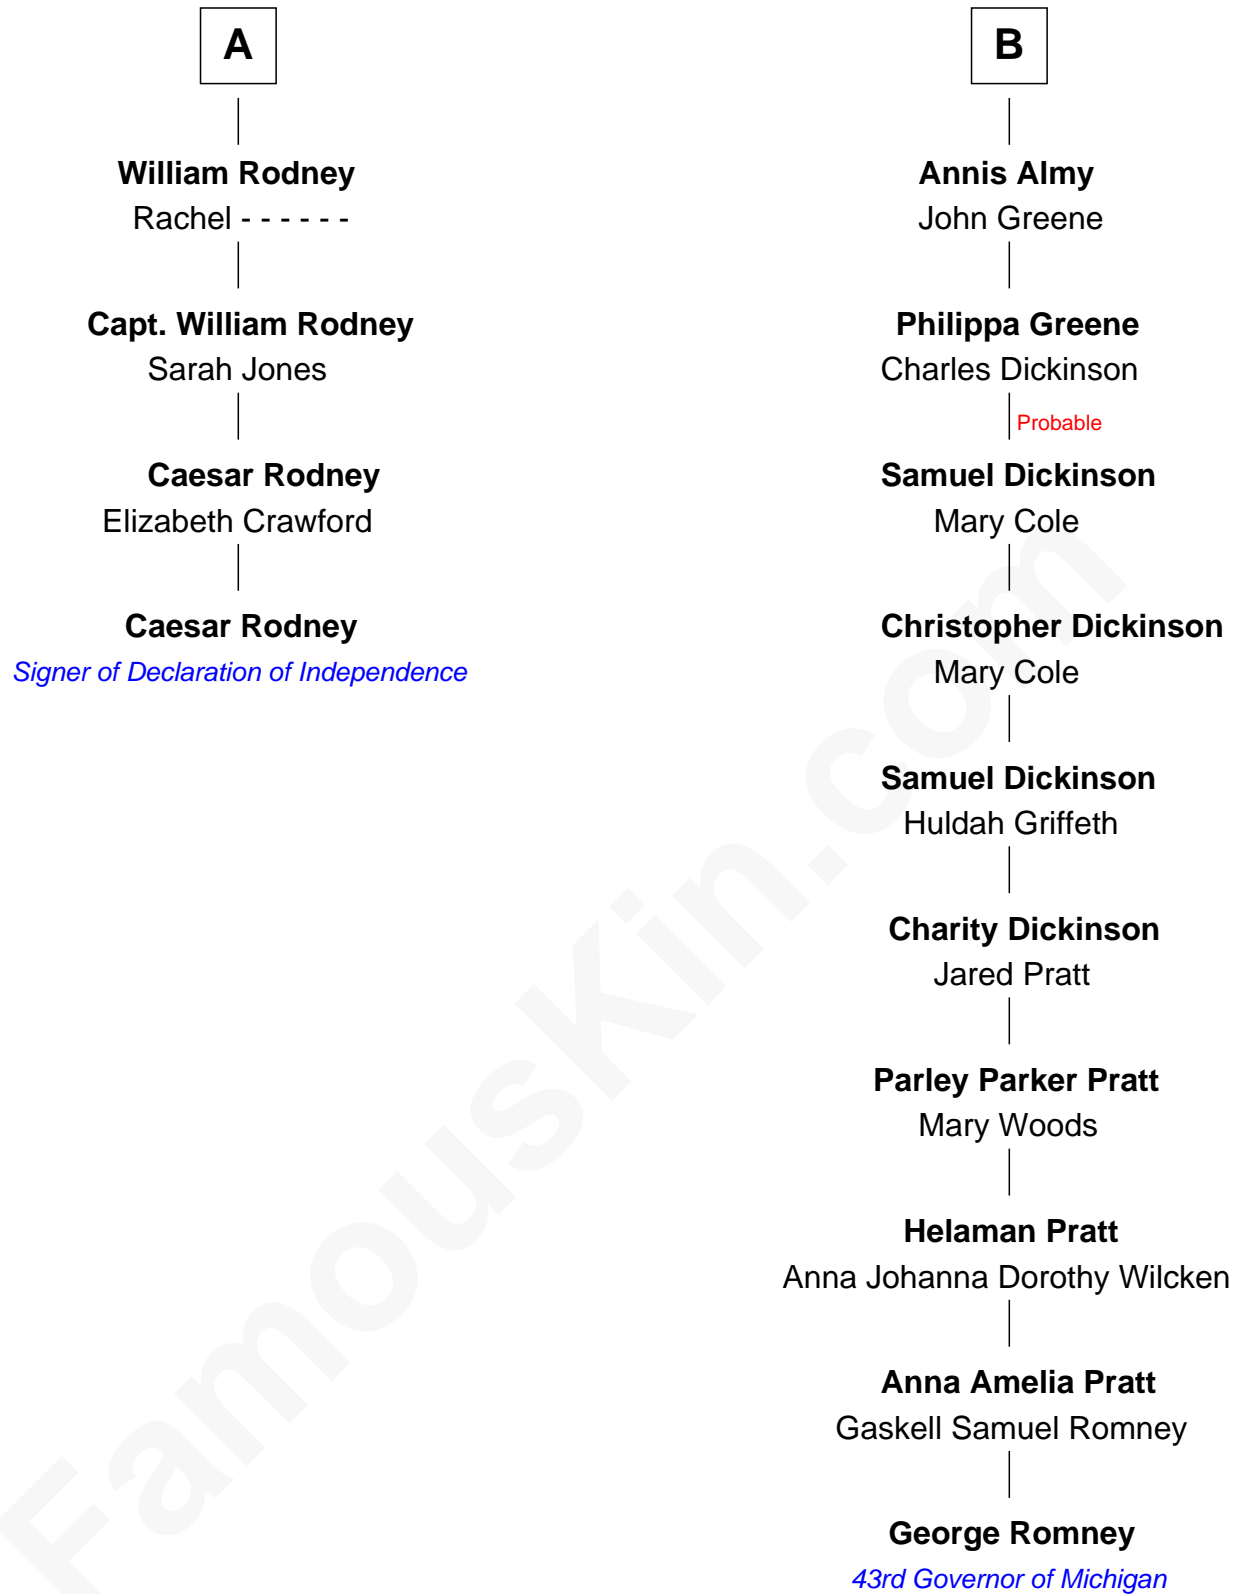 A
William Rodney
Rachel - - - - - -
Capt. William Rodney
Sarah Jones
Caesar Rodney
Elizabeth Crawford
Caesar Rodney
Signer of Declaration of Independence
B
Annis Almy
John Greene
Philippa Greene
Charles Dickinson
Probable
Samuel Dickinson
Mary Cole
Christopher Dickinson
Mary Cole
Samuel Dickinson
Huldah Griffeth
Charity Dickinson
Jared Pratt
Parley Parker Pratt
Mary Woods
Helaman Pratt
Anna Johanna Dorothy Wilcken
Anna Amelia Pratt
Gaskell Samuel Romney
George Romney
43rd Governor of Michigan
FamousKin.com